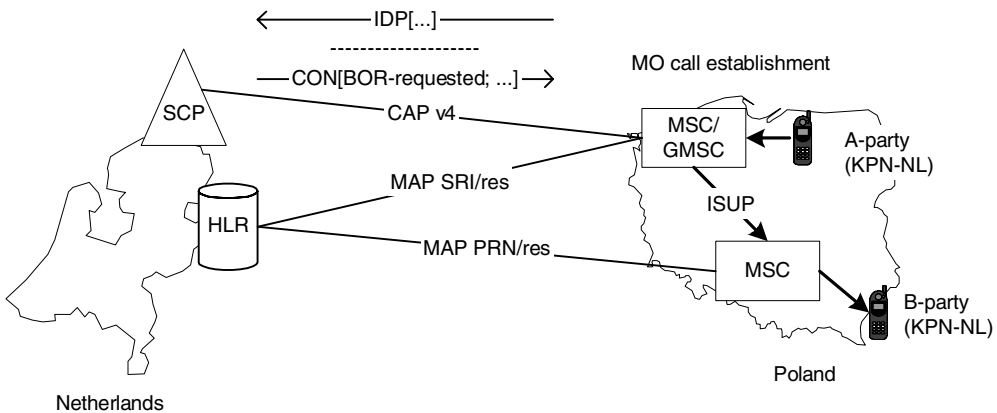 IDP[...]
CON[BOR-requested; ...]
MO call establishment
SCP
CAP v4
MSC/
GMSC
A-party
(KPN-NL)
MAP SRI/res
ISUP
HLR
MAP PRN/res
MSC
B-party
(KPN-NL)
Poland
Netherlands